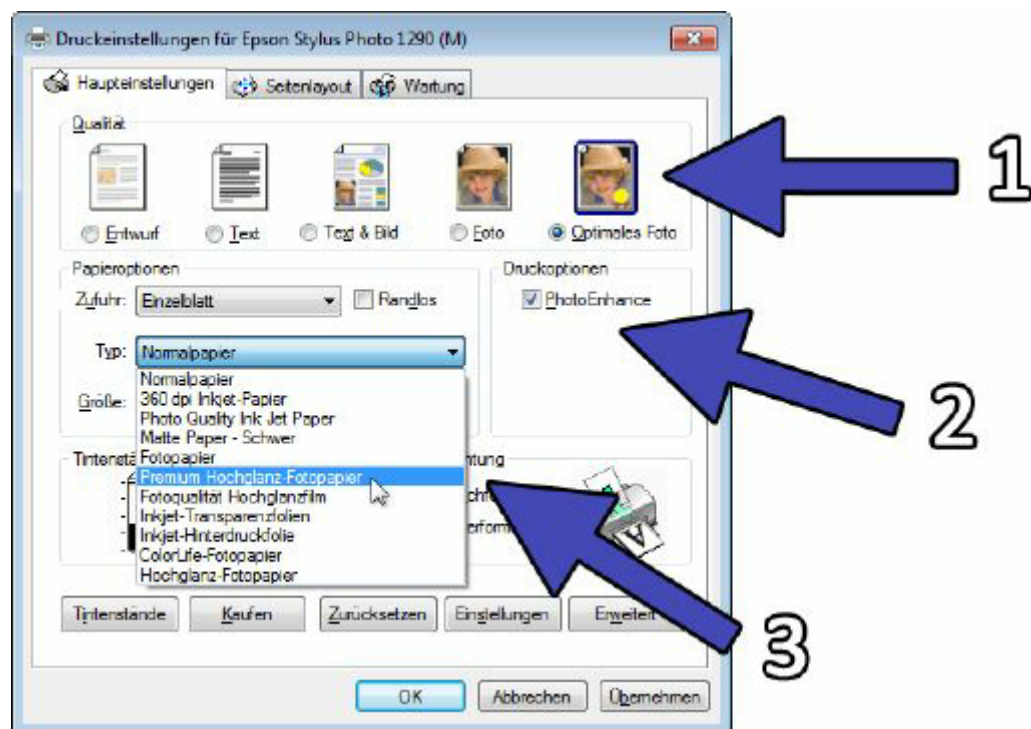 Druckeinstellungen für Epson Stylus Photo 1290 (M)
Haupteinstellungen Seitenlayout Wartung
Qualität
1
Entwurf Text Text & Bild Foto Optimales Foto
Papieroptionen Druckoptionen
Zufuhr: Einzelblatt Randlos PhotoEnhance
Typ: Normalpapier
Normalpapier
Größe: 360 dpi Inkjet-Papier
Photo Quality Ink Jet Paper
2
Matte Paper - Schwer
Fotopapier
Premium Hochglanz-Fotopapier
Fotoqualität Hochglanzfilm
Inkjet-Transparenzfolien
Inkjet-Hinterdruckfolie
ColorLife-Fotopapier
Hochglanz-Fotopapier
Tintenstände Kaufen Zurücksetzen Einstellungen
3
OK Abbrechen Übernehmen